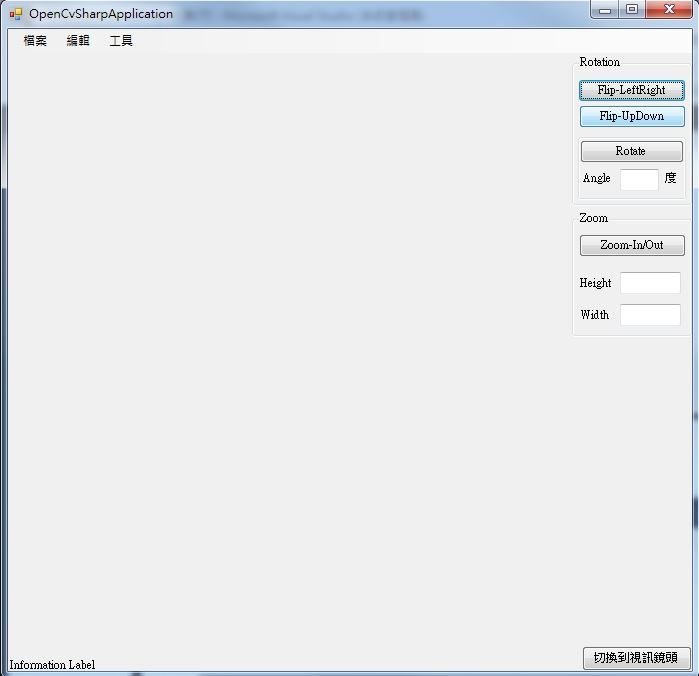 OpenCvSharpApplication
檔案 編輯 工具
Rotation
Flip-LeftRight
Flip-UpDown
Rotate
Angle 度
Zoom
Zoom-In/Out
Height
Width
Information Label
切換到視訊鏡頭